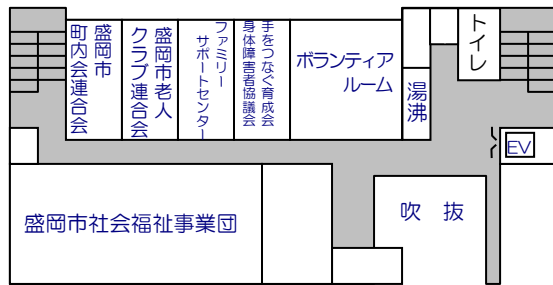 盛岡市
町内会連合会
盛岡市老人
クラブ連合会
ファミリー
サポートセンター
手をつなぐ育成会
身体障害者協議会
ボランティア
ルーム
湯沸
トイレ
EV
盛岡市社会福祉事業団
吹 抜